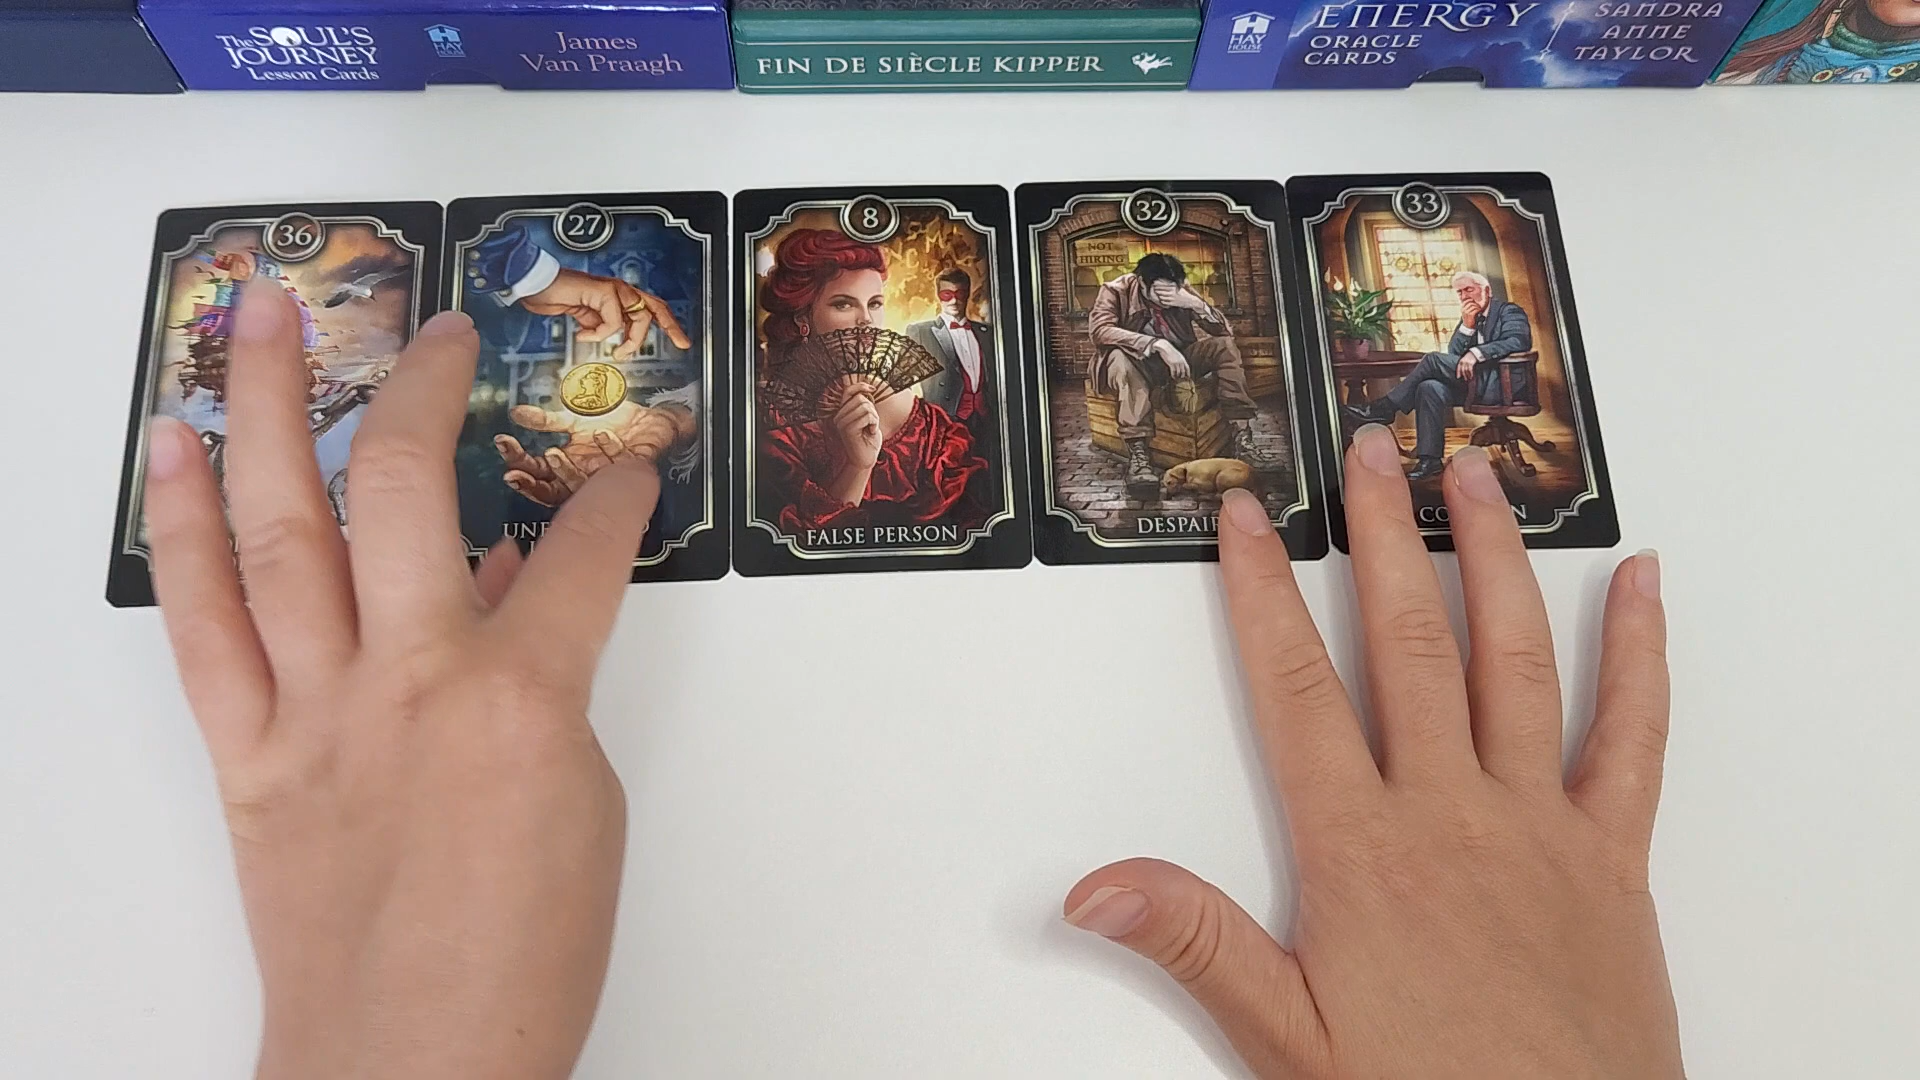 The SOUL'S
JOURNEY
Lesson Cards
HAY
HOUSE
James
Van Praagh
FIN DE SIÈCLE KIPPER
HAY
HOUSE
ENERGY
ORACLE
CARDS
SANDRA
ANNE
TAYLOR
36
27
8
FALSE PERSON
32
NOT
HIRING
DESPAIR
33